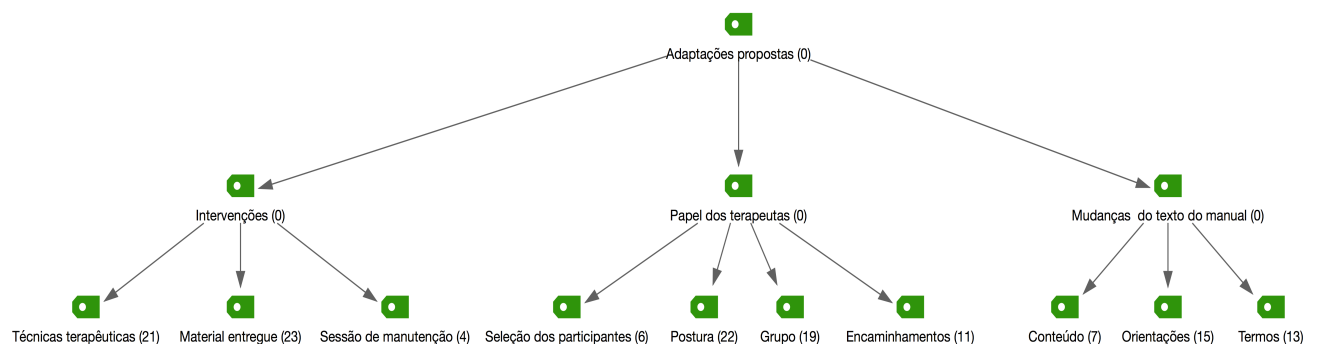 Adaptações propostas (0)
Intervenções (0)
Papel dos terapeutas (0)
Mudanças do texto do manual (0)
Técnicas terapêuticas (21)
Material entregue (23)
Sessão de manutenção (4)
Seleção dos participantes (6)
Postura (22)
Grupo (19)
Encaminhamentos (11)
Conteúdo (7)
Orientações (15)
Termos (13)